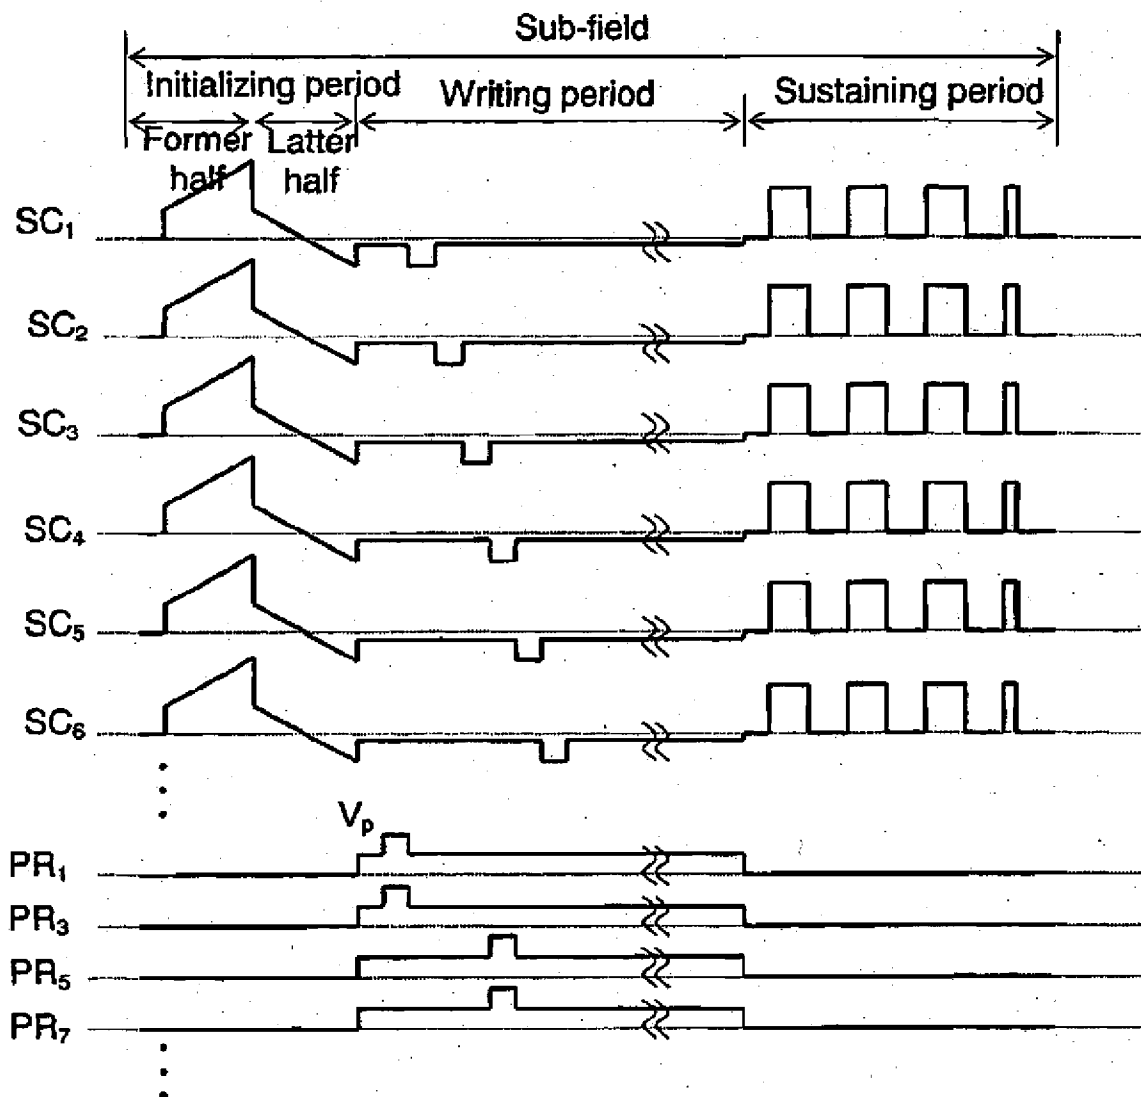 Sub-field
Initializing period
Writing period
Sustaining period
Former half
Latter half
SC₁
SC₂
SC₃
SC₄
SC₅
SC₆
Vₚ
PR₁
PR₃
PR₅
PR₇